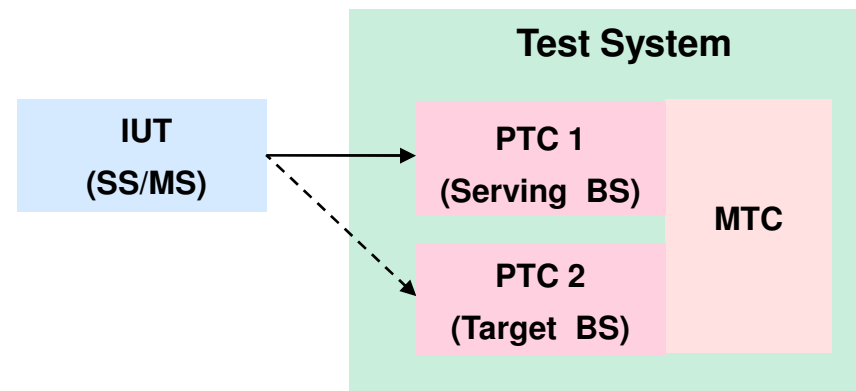 Test System
IUT
(SS/MS)
PTC 1
(Serving BS)
MTC
PTC 2
(Target BS)